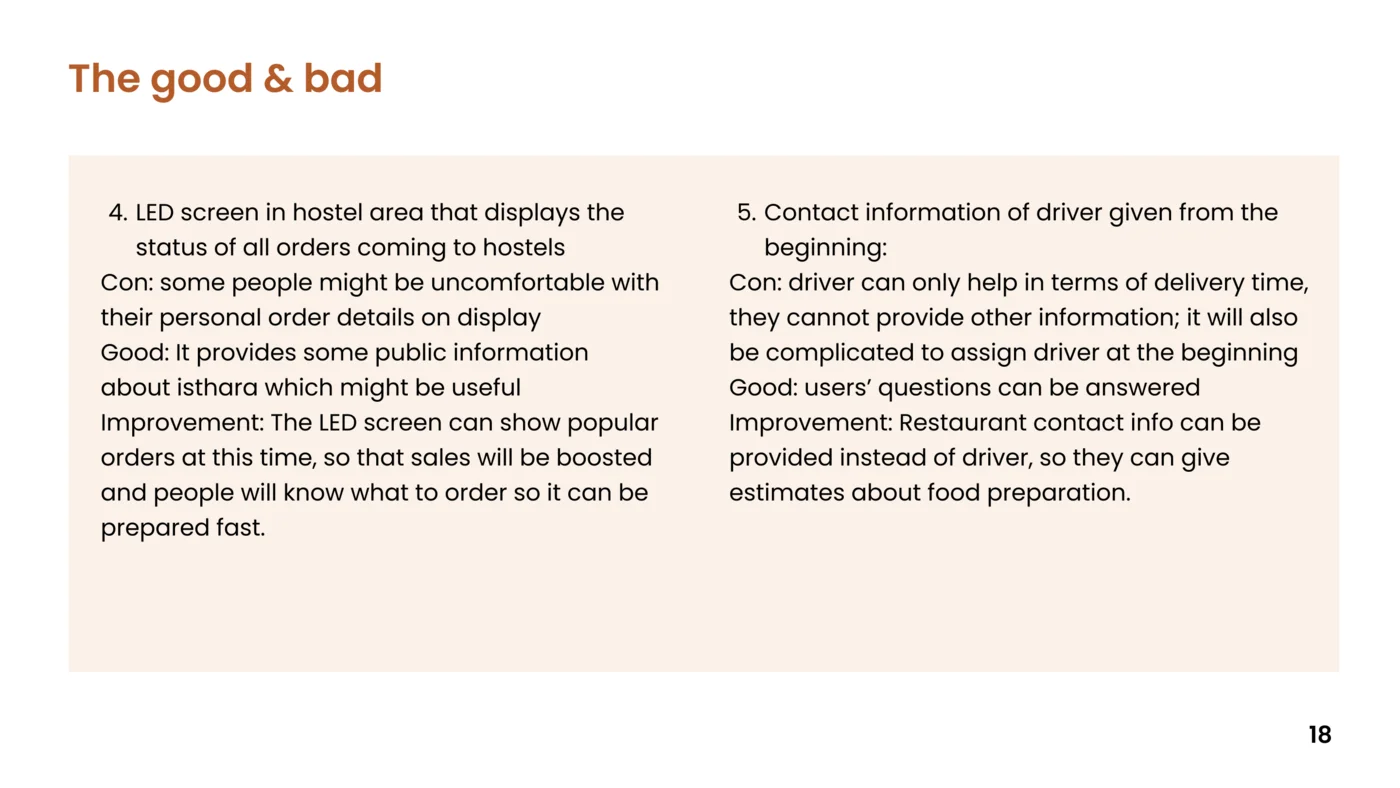 The good & bad
4. LED screen in hostel area that displays the
status of all orders coming to hostels
Con: some people might be uncomfortable with
their personal order details on display
Good: It provides some public information
about isthara which might be useful
Improvement: The LED screen can show popular
orders at this time, so that sales will be boosted
and people will know what to order so it can be
prepared fast.
5. Contact information of driver given from the
beginning:
Con: driver can only help in terms of delivery time,
they cannot provide other information; it will also
be complicated to assign driver at the beginning
Good: users’ questions can be answered
Improvement: Restaurant contact info can be
provided instead of driver, so they can give
estimates about food preparation.
18